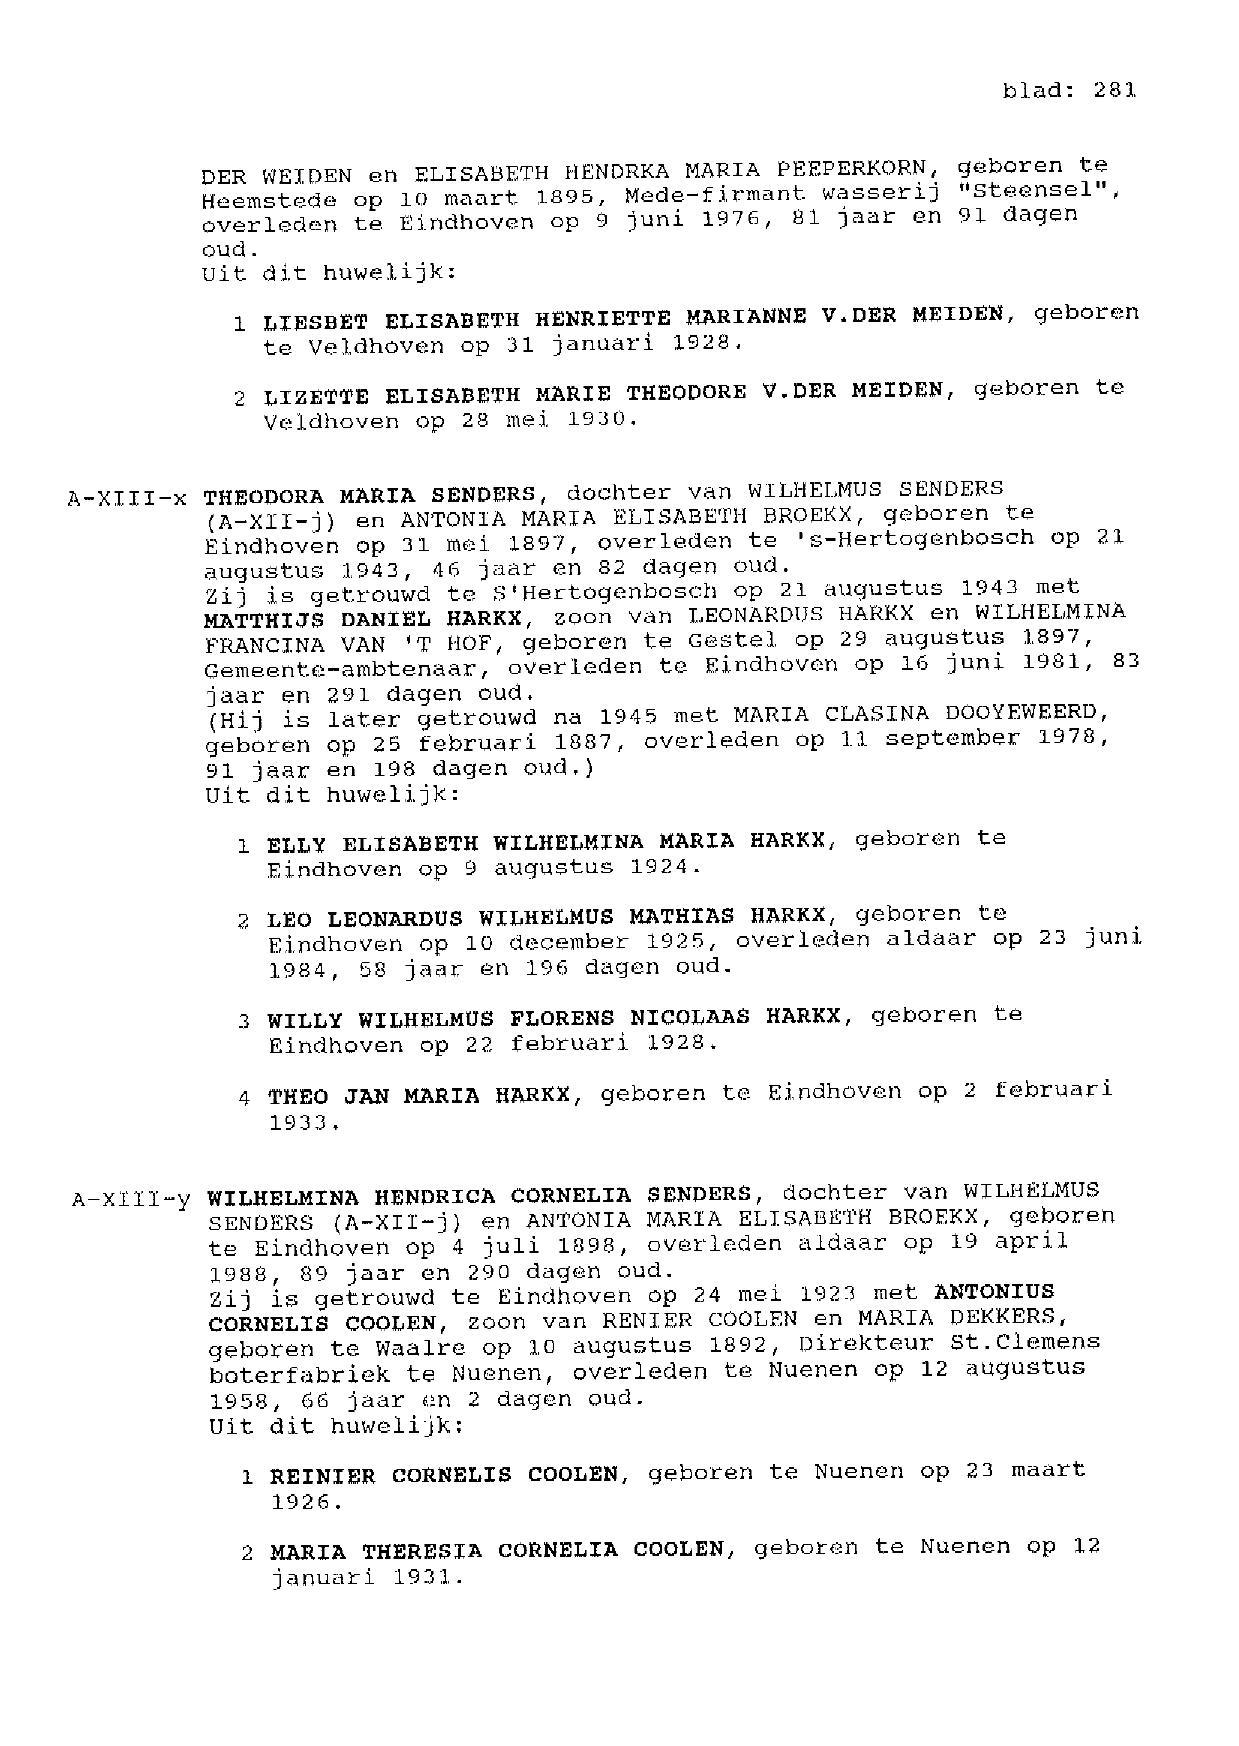 blad: 281
DER WEIDEN en ELISABETH HENDRKA MARIA PEEPERKORN, geboren te
Heemstede op 10 maart 1895, Mede-firmant wasserij "Steensel",
overleden te Eindhoven op 9 juni 1976, 81 jaar en 91 dagen
oud.
Uit dit huwelijk:
1 LIESBET ELISABETH HENRIETTE MARIANNE V.DER MEIDEN, geboren
te Veldhoven op 31 januari 1928.
2 LIZETTE ELISABETH MARIE THEODORE V.DER MEIDEN, geboren te
Veldhoven op 28 mei 1930.
A-XIII-x THEODORA MARIA SENDERS, dochter van WILHELMUS SENDERS
(A-XII-j) en ANTONIA MARIA ELISABETH BROEKX, geboren te
Eindhoven op 31 mei 1897, overleden te 's-Hertogenbosch op 21
augustus 1943, 46 jaar en 82 dagen oud.
Zij is getrouwd te S'Hertogenbosch op 21 augustus 1943 met
MATTHIJS DANIEL HARKX, zoon van LEONARDUS HARKX en WILHELMINA
FRANCINA VAN 'T HOF, geboren te Gestel op 29 augustus 1897,
Gemeente-ambtenaar, overleden te Eindhoven op 16 juni 1981, 83
jaar en 291 dagen oud.
(Hij is later getrouwd na 1945 met MARIA CLASINA DOOYEWEERD,
geboren op 25 februari 1887, overleden op 11 september 1978,
91 jaar en 198 dagen oud.)
Uit dit huwelijk:
1 ELLY ELISABETH WILHELMINA MARIA HARKX, geboren te
Eindhoven op 9 augustus 1924.
2 LEO LEONARDUS WILHELMUS MATHIAS HARKX, geboren te
Eindhoven op 10 december 1925, overleden aldaar op 23 juni
1984, 58 jaar en 196 dagen oud.
3 WILLY WILHELMUS FLORENS NICOLAAS HARKX, geboren te
Eindhoven op 22 februari 1928.
4 THEO JAN MARIA HARKX, geboren te Eindhoven op 2 februari
1933.
A-XIII-y WILHELMINA HENDRICA CORNELIA SENDERS, dochter van WILHELMUS
SENDERS (A-XII-j) en ANTONIA MARIA ELISABETH BROEKX, geboren
te Eindhoven op 4 juli 1898, overleden aldaar op 19 april
1988, 89 jaar en 290 dagen oud.
Zij is getrouwd te Eindhoven op 24 mei 1923 met ANTONIUS
CORNELIS COOLEN, zoon van RENIER COOLEN en MARIA DEKKERS,
geboren te Waalre op 10 augustus 1892, Direkteur St.Clemens
boterfabriek te Nuenen, overleden te Nuenen op 12 augustus
1958, 66 jaar en 2 dagen oud.
Uit dit huwelijk:
1 REINIER CORNELIS COOLEN, geboren te Nuenen op 23 maart
1926.
2 MARIA THERESIA CORNELIA COOLEN, geboren te Nuenen op 12
januari 1931.